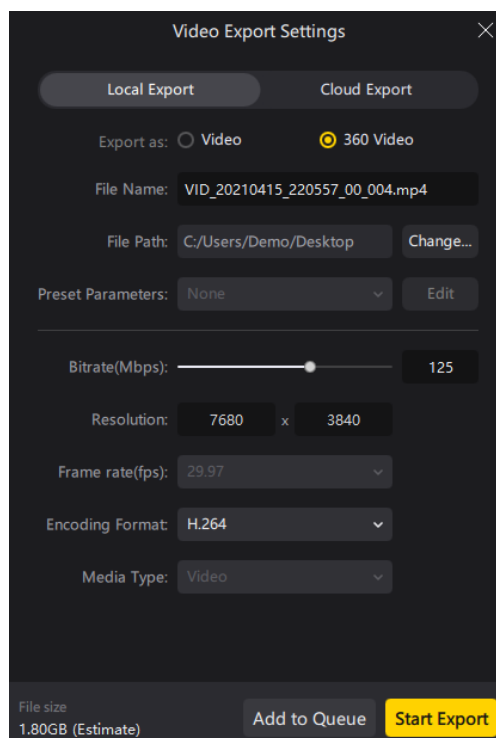 Video Export Settings
Local Export Cloud Export
Export as: Video 360 Video
File Name: VID_20210415_220557_00_004.mp4
File Path: C:/Users/Demo/Desktop Change...
Preset Parameters: None Edit
Bitrate(Mbps): 125
Resolution: 7680 x 3840
Frame rate(fps): 29.97
Encoding Format: H.264
Media Type: Video
File size
1.80GB (Estimate) Add to Queue Start Export